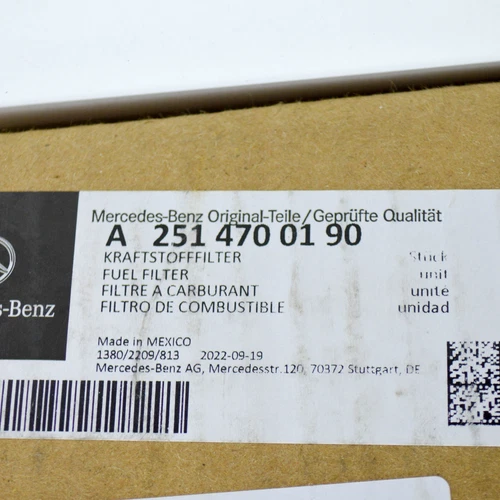 Mercedes-Benz Original-Teile/Geprüfte Qualität
A 251 470 01 90
KRAFTSTOFFFILTER Stück
FUEL FILTER unit
FILTRE A CARBURANT unité
FILTRO DE COMBUSTIBLE unidad
s-Benz
Made in MEXICO
1380/2209/813 2022-09-19
Mercedes-Benz AG, Mercedesstr.120, 70372 Stuttgart, DE